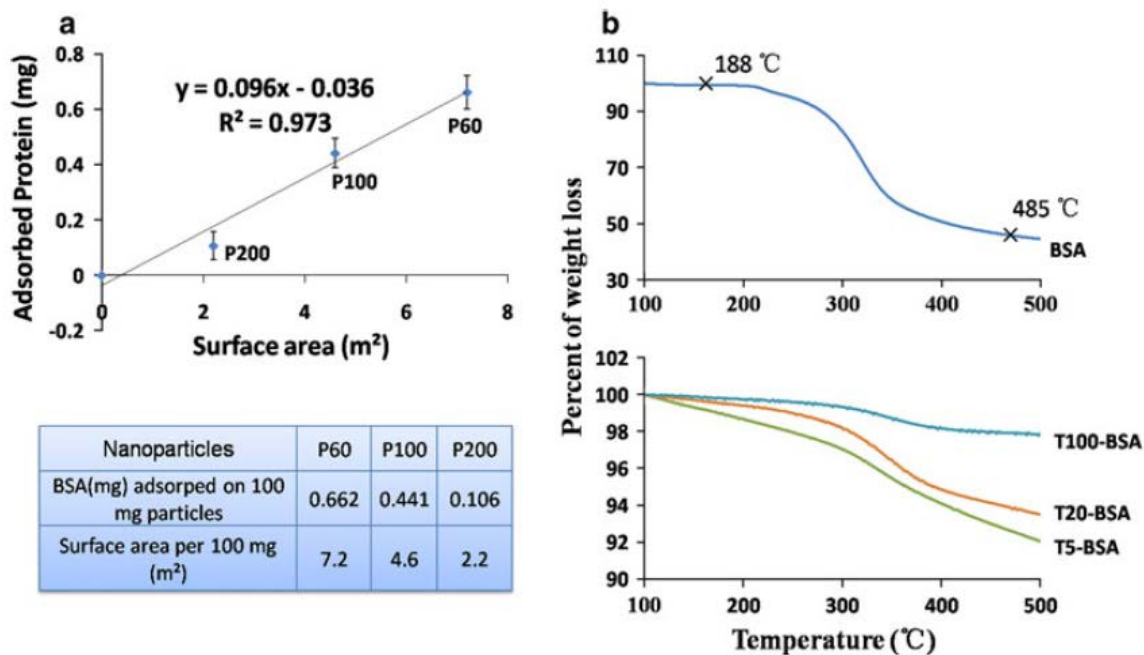 a
y = 0.096x - 0.036
R² = 0.973
Adsorbed Protein (mg)
0.8
0.6
0.4
0.2
0
-0.2
P60
P100
P200
0 2 4 6 8
Surface area (m²)
Nanoparticles P60 P100 P200
BSA(mg) adsorped on 100
mg particles
0.662 0.441 0.106
Surface area per 100 mg
(m²)
7.2 4.6 2.2
b
Percent of weight loss
110
90
70
50
30
188 ℃
485 ℃
BSA
100 200 300 400 500
102
100
98
96
94
92
90
T100-BSA
T20-BSA
T5-BSA
100 200 300 400 500
Temperature (℃)